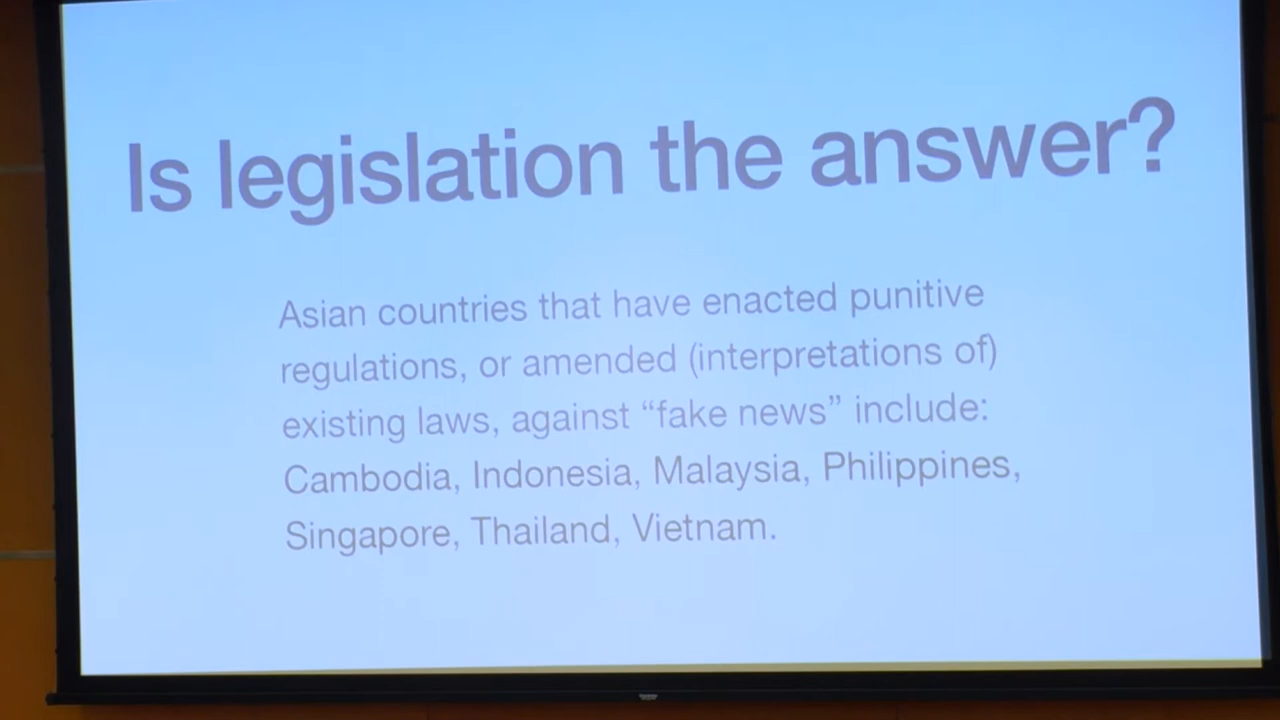 Is legislation the answer?
Asian countries that have enacted punitive
regulations, or amended (interpretations of)
existing laws, against “fake news” include:
Cambodia, Indonesia, Malaysia, Philippines,
Singapore, Thailand, Vietnam.